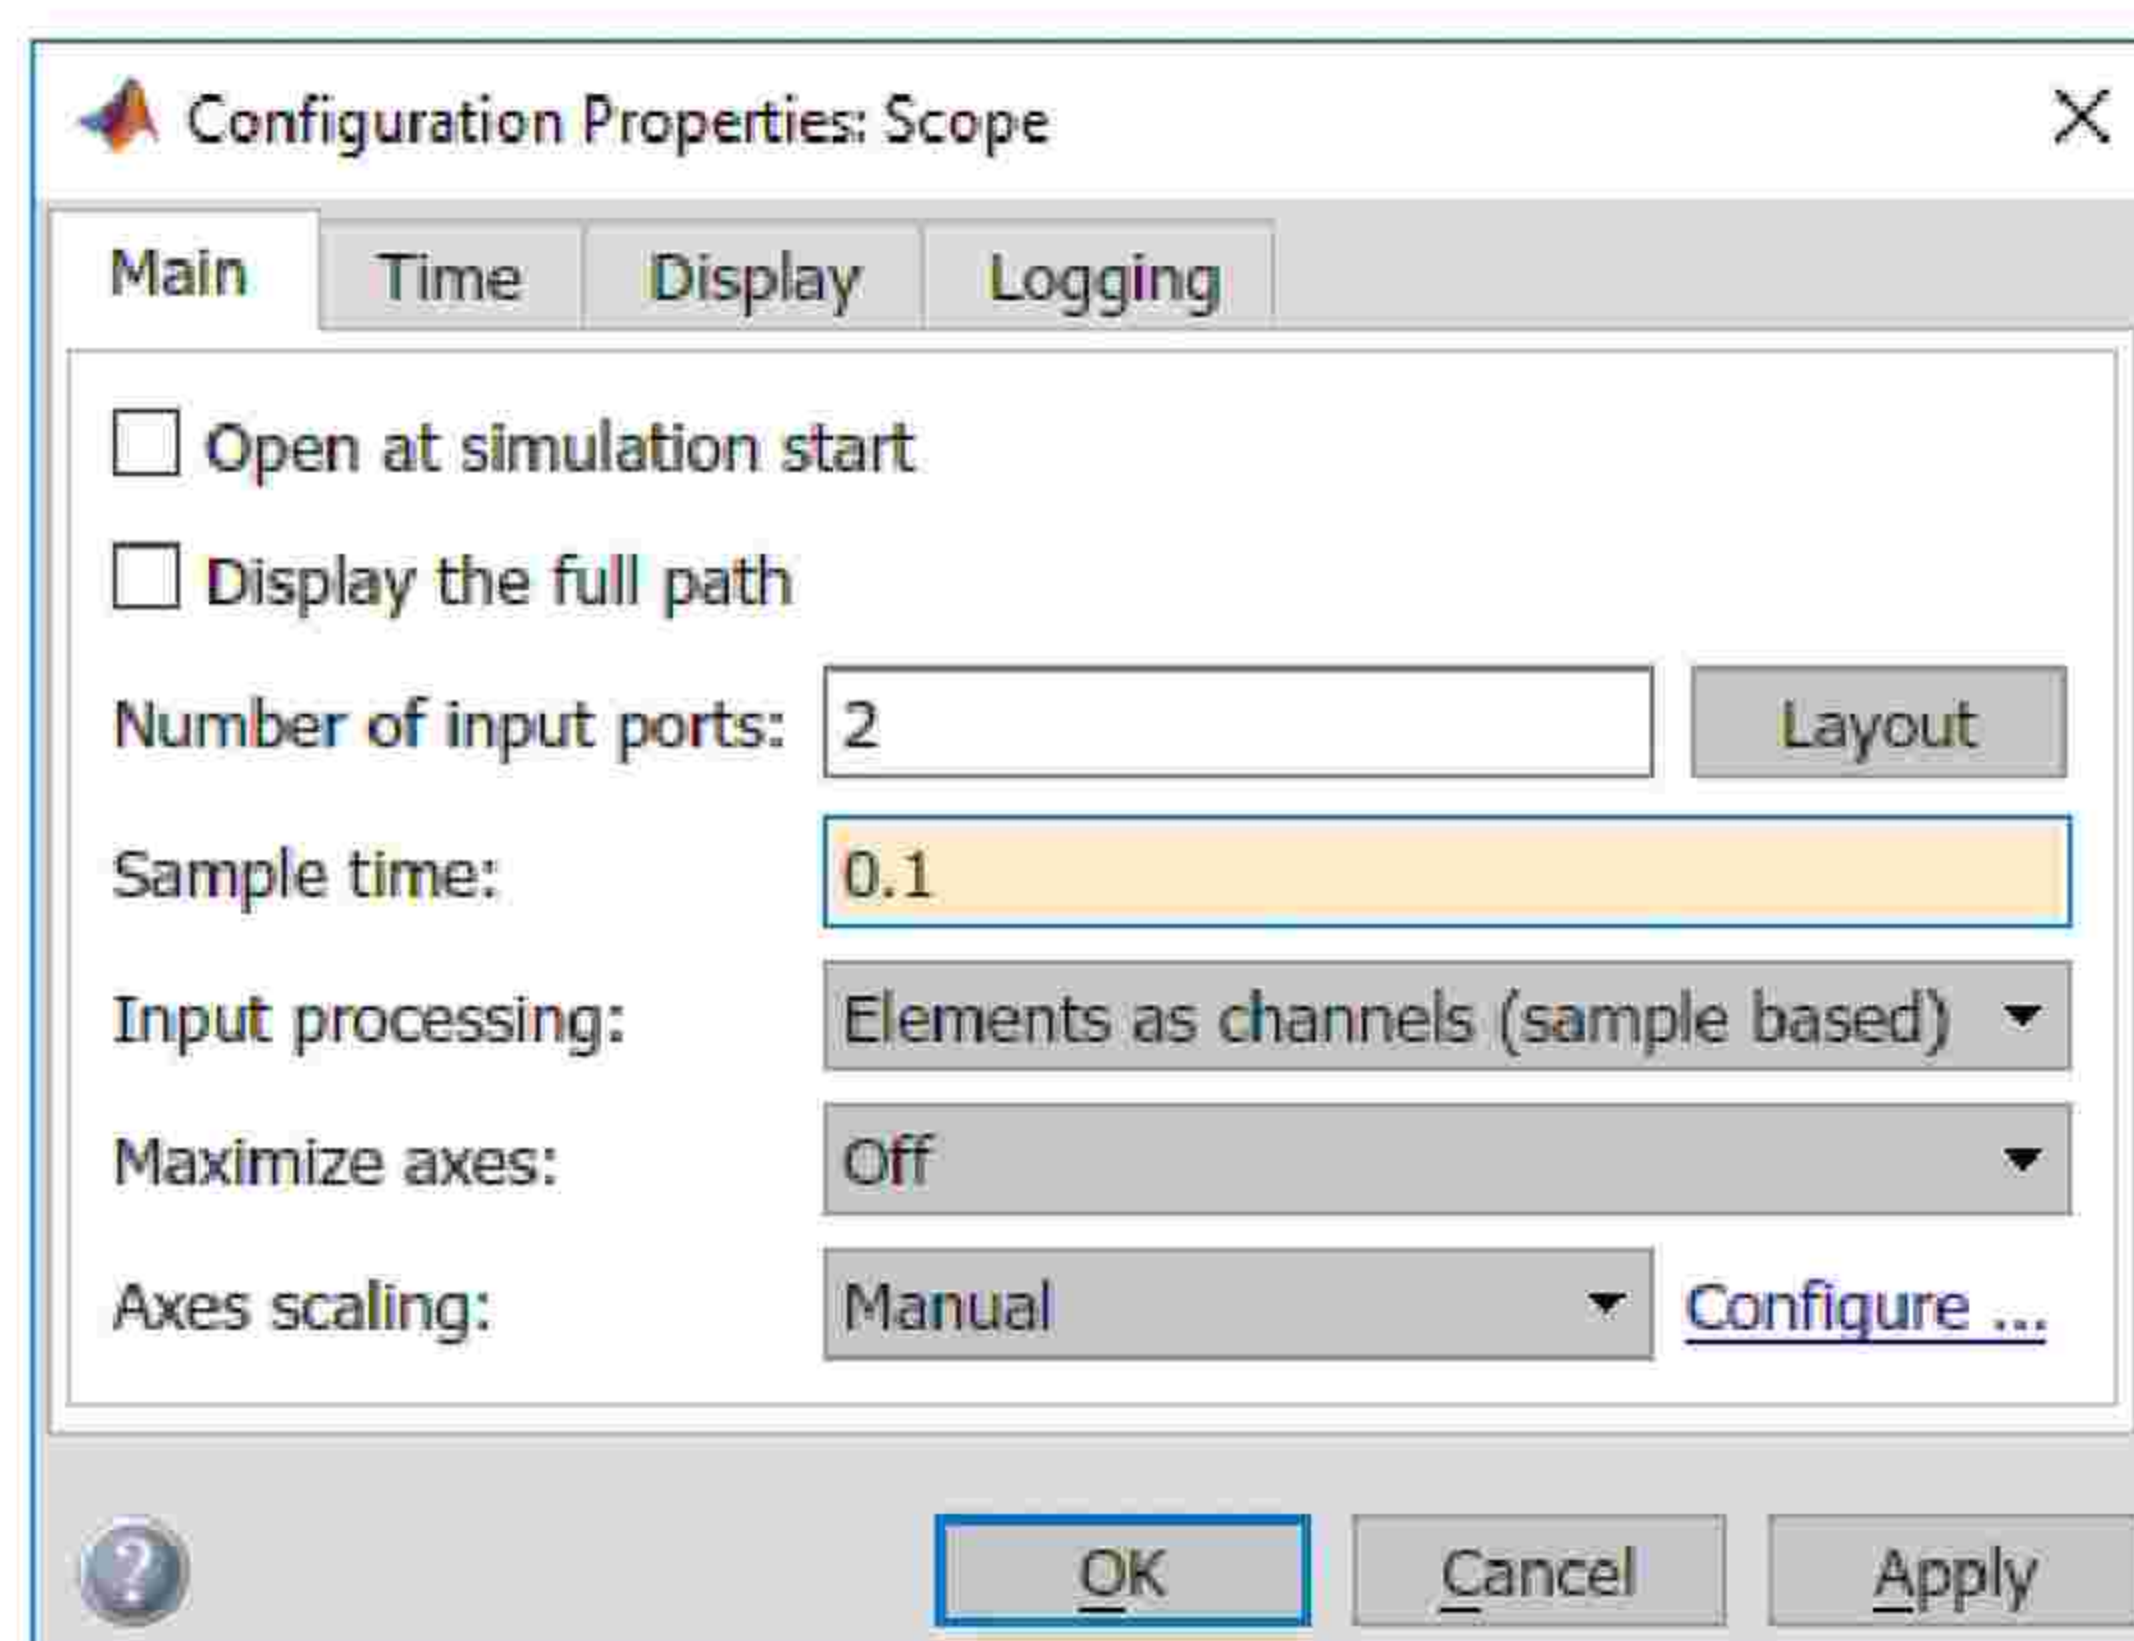 Configuration Properties: Scope
Main Time Display Logging
Open at simulation start
Display the full path
Number of input ports: 2 Layout
Sample time: 0.1
Input processing: Elements as channels (sample based)
Maximize axes: Off
Axes scaling: Manual Configure ...
? OK Cancel Apply